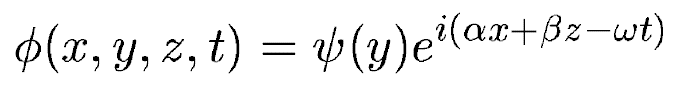 ϕ(x, y, z, t) = ψ(y)e^{i(αx+βz−ωt)}